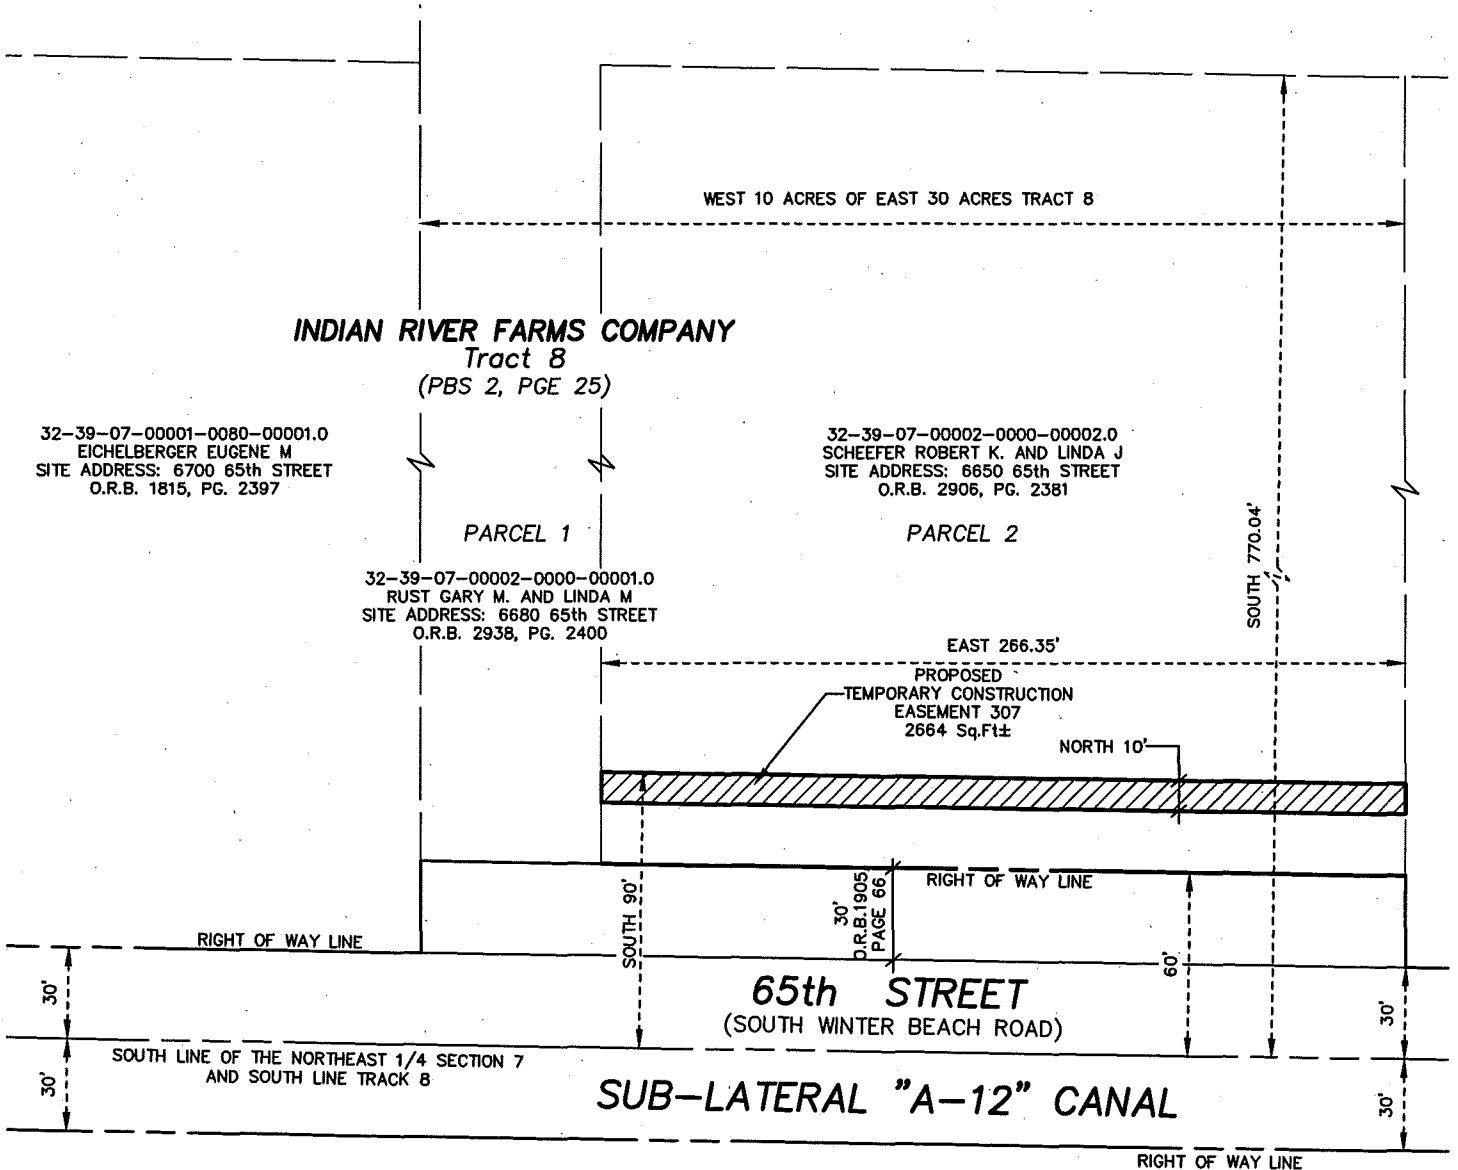 WEST 10 ACRES OF EAST 30 ACRES TRACT 8
INDIAN RIVER FARMS COMPANY
Tract 8
(PBS 2, PGE 25)
32-39-07-00001-0080-00001.0
EICHELBERGER EUGENE M
SITE ADDRESS: 6700 65th STREET
O.R.B. 1815, PG. 2397
32-39-07-00002-0000-00002.0
SCHEEFER ROBERT K. AND LINDA J
SITE ADDRESS: 6650 65th STREET
O.R.B. 2906, PG. 2381
PARCEL 1
PARCEL 2
SOUTH 770.04'
32-39-07-00002-0000-00001.0
RUST GARY M. AND LINDA M
SITE ADDRESS: 6680 65th STREET
O.R.B. 2938, PG. 2400
EAST 266.35'
PROPOSED
TEMPORARY CONSTRUCTION
EASEMENT 307
2664 Sq.Ft±
NORTH 10'
SOUTH 90'
30'
O.R.B.1905,
PAGE 66
RIGHT OF WAY LINE
60'
RIGHT OF WAY LINE
30'
65th STREET
(SOUTH WINTER BEACH ROAD)
30'
SOUTH LINE OF THE NORTHEAST 1/4 SECTION 7
AND SOUTH LINE TRACK 8
30'
SUB-LATERAL "A-12" CANAL
30'
RIGHT OF WAY LINE